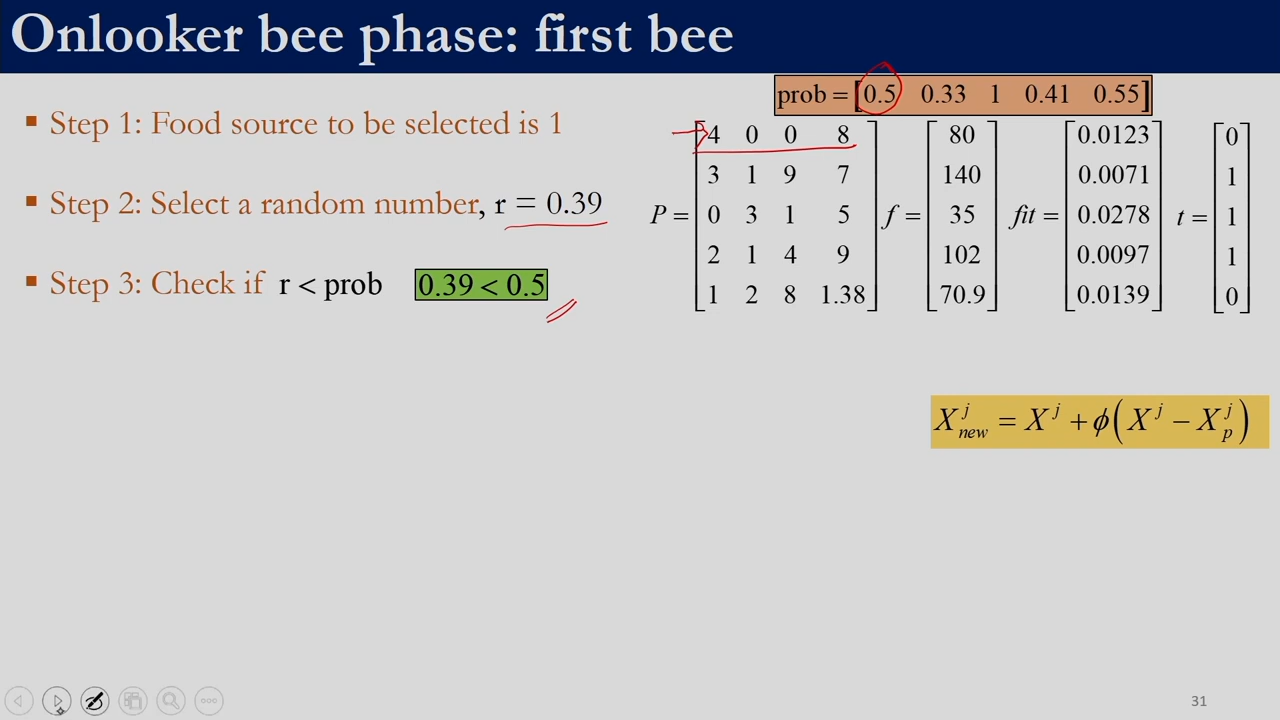 Onlooker bee phase: first bee
prob = [0.5 0.33 1 0.41 0.55]
▪ Step 1: Food source to be selected is 1
▪ Step 2: Select a random number, r = 0.39
▪ Step 3: Check if r < prob 0.39 < 0.5
P = [4 0 0 8
3 1 9 7
0 3 1 5
2 1 4 9
1 2 8 1.38]
f = [80
140
35
102
70.9]
fit = [0.0123
0.0071
0.0278
0.0097
0.0139]
t = [0
1
1
1
0]
X^j_new = X^j + ϕ(X^j − X^j_p)
31